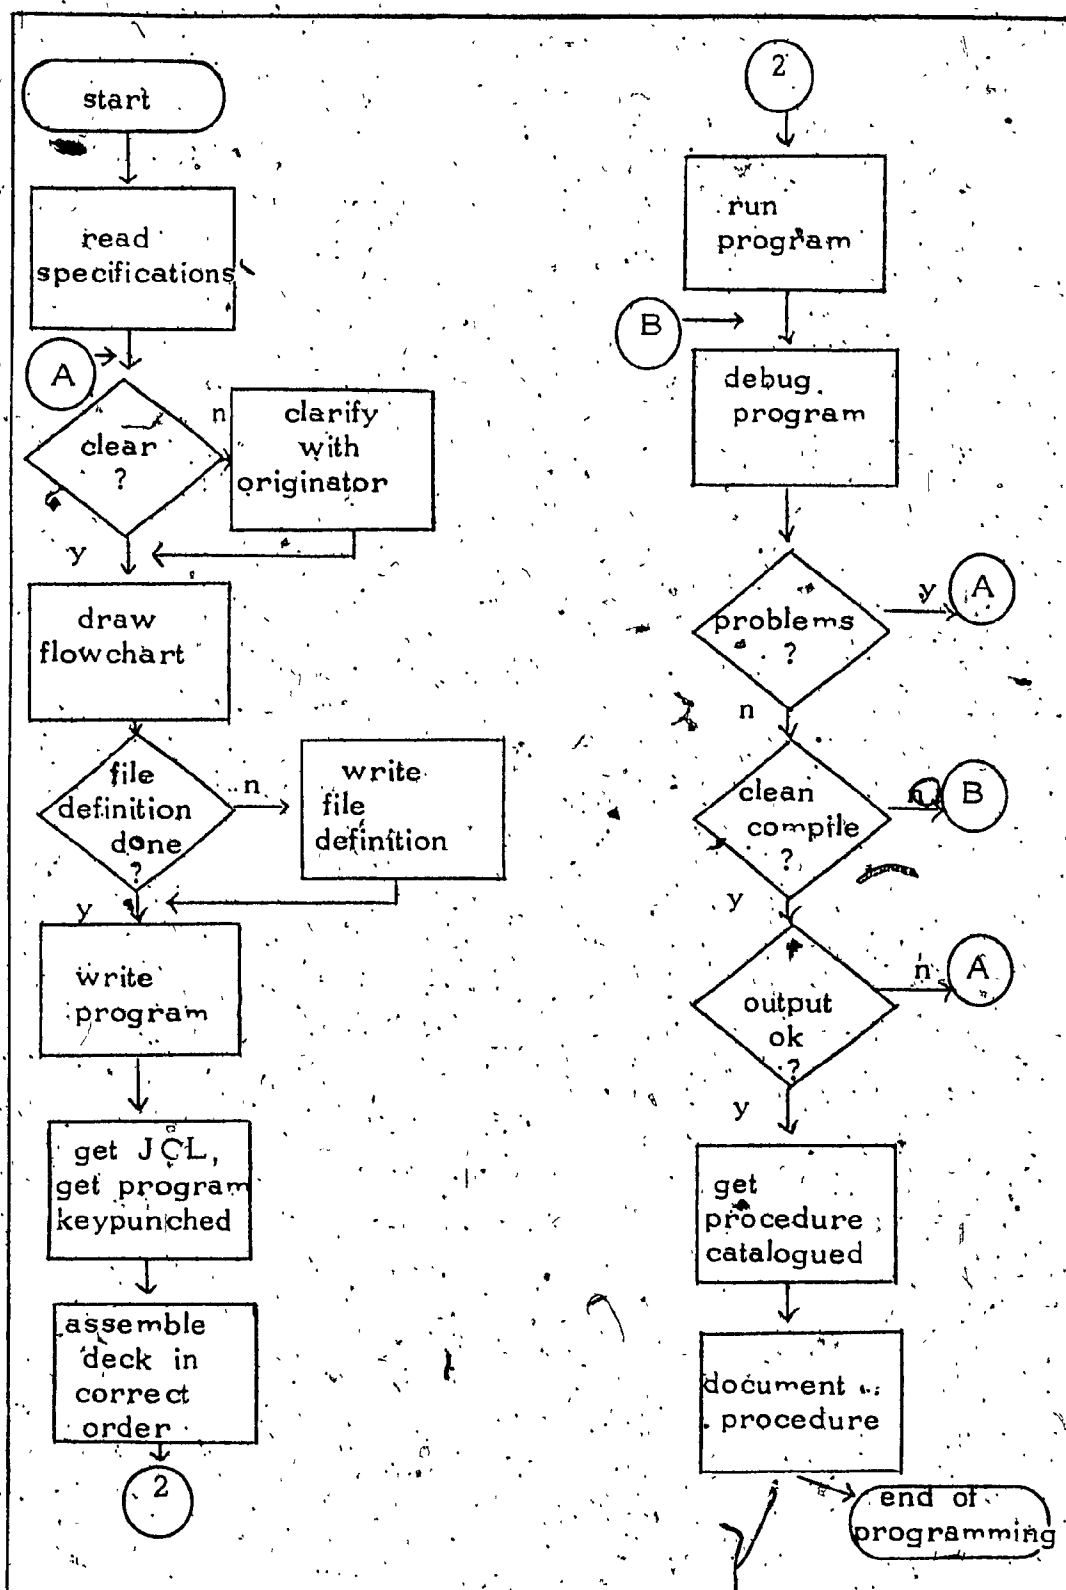 start
read
specifications
A
clear
?
n
clarify
with
originator
y
draw
flowchart
file
definition
done
?
n
write
file
definition
y
write
program
get JCL,
get program
keypunched
assemble
deck in
correct
order
2
2
run
program
B
debug
program
problems
?
y
A
n
clean
compile
?
n
B
y
output
ok
?
n
A
y
get
procedure
catalogued
document
procedure
end of
programming